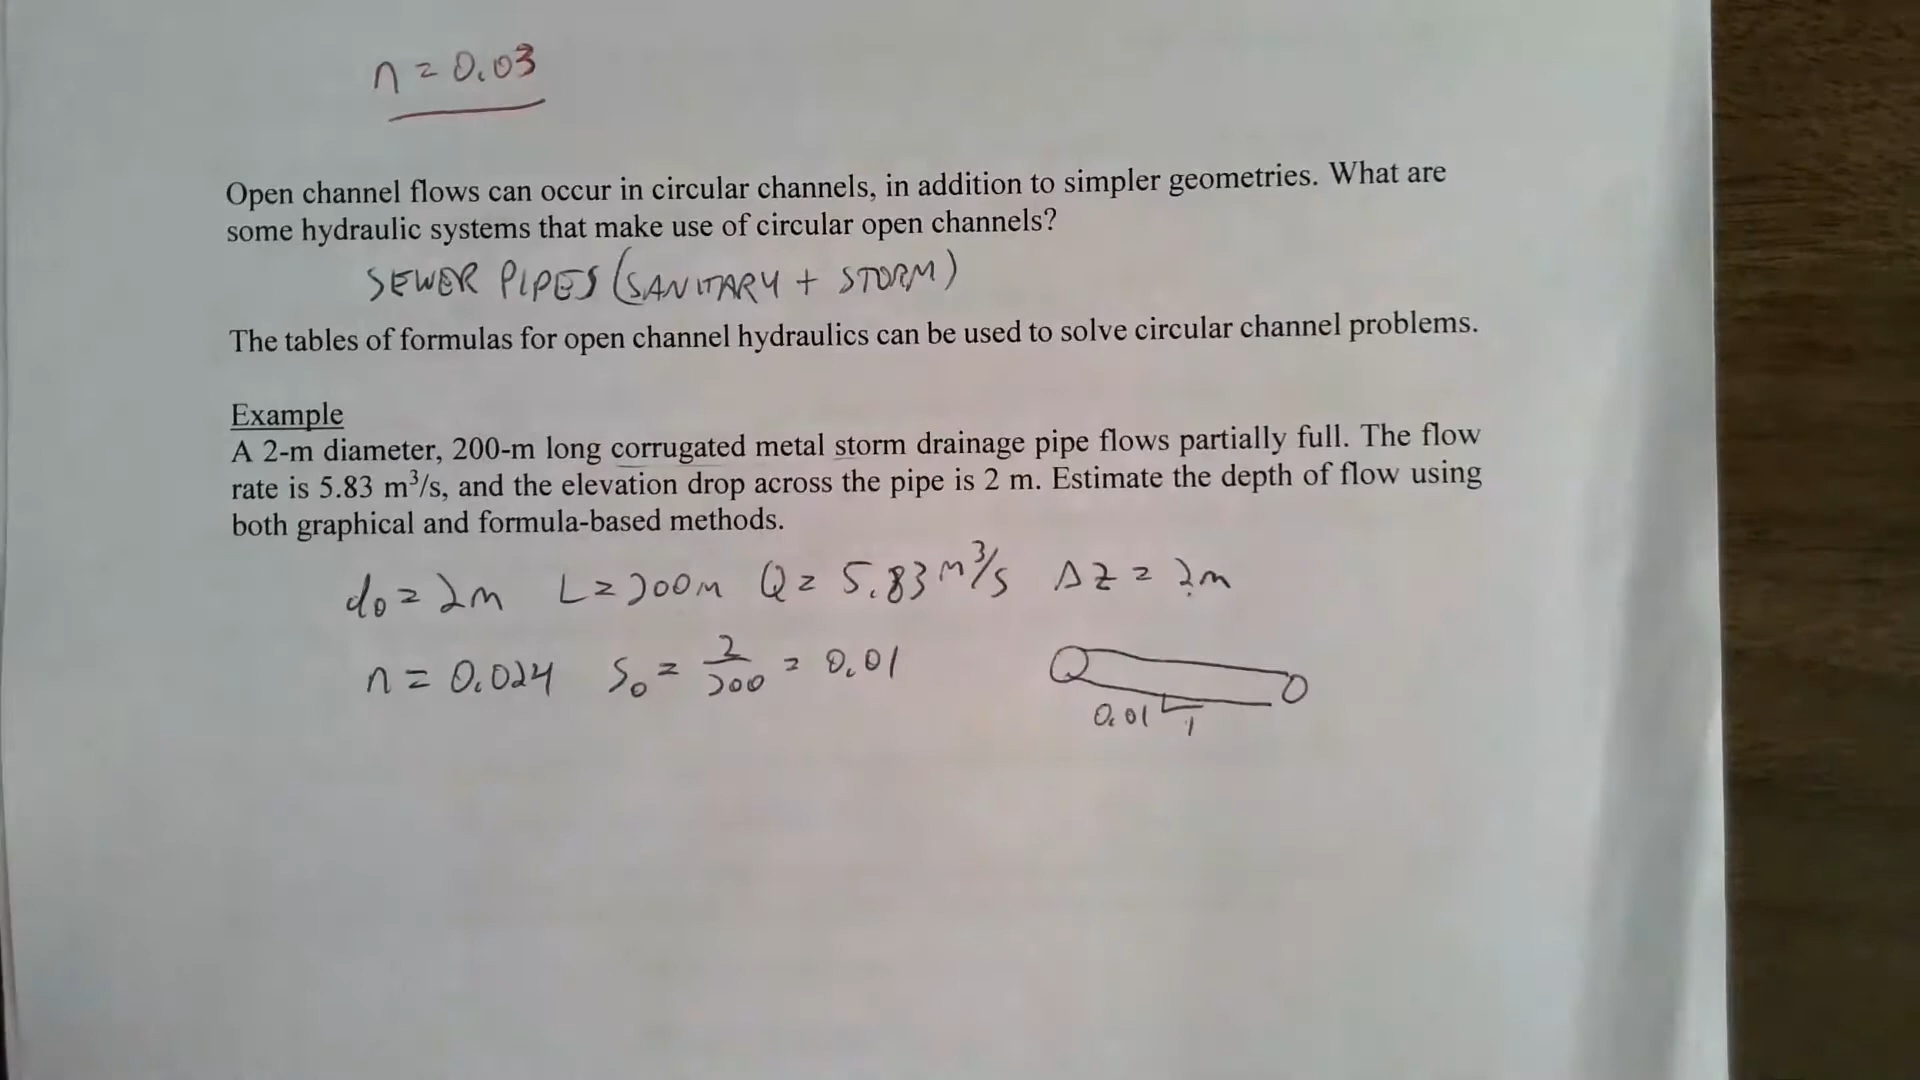 n = 0.03
Open channel flows can occur in circular channels, in addition to simpler geometries. What are
some hydraulic systems that make use of circular open channels?
SEWER PIPES (SANITARY + STORM)
The tables of formulas for open channel hydraulics can be used to solve circular channel problems.
Example
A 2-m diameter, 200-m long corrugated metal storm drainage pipe flows partially full. The flow
rate is 5.83 m³/s, and the elevation drop across the pipe is 2 m. Estimate the depth of flow using
both graphical and formula-based methods.
d₀ = 2m L = 200m Q = 5.83 m³/s ΔZ = 2m
n = 0.024 S₀ = 2/200 = 0.01
0.01 1